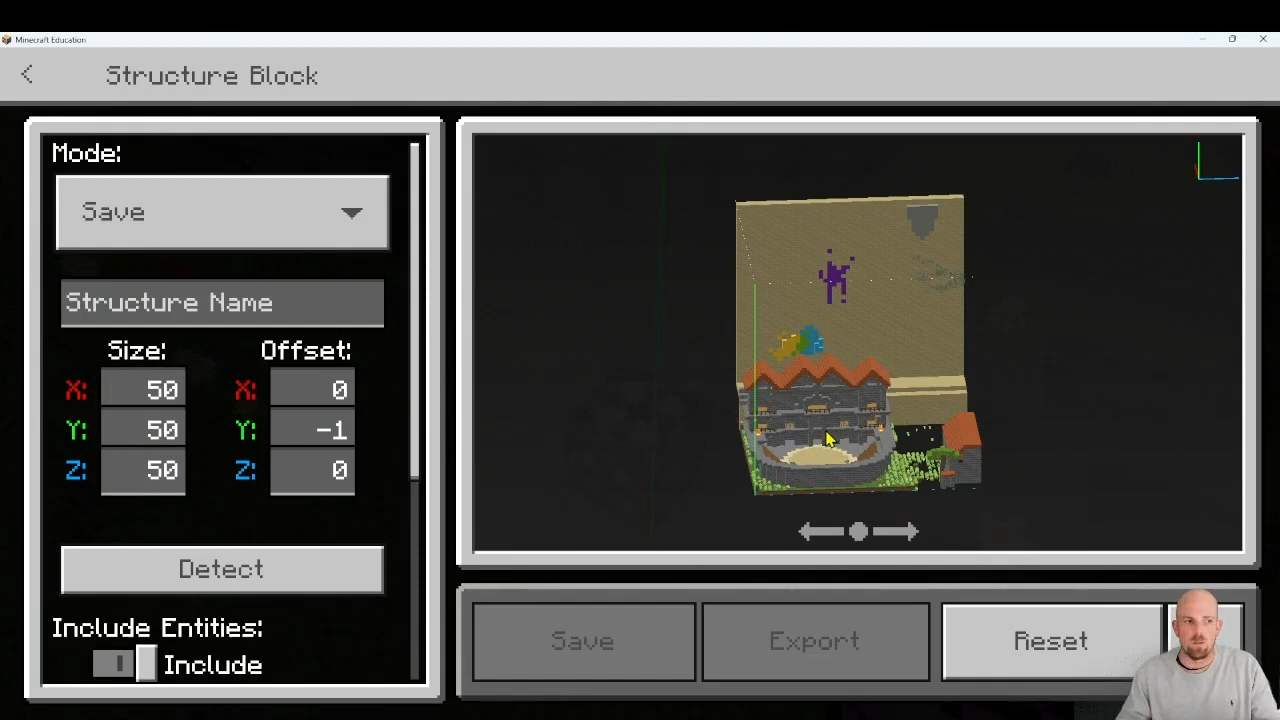 Minecraft Education
Structure Block
Mode:
Save
Structure Name
Size: Offset:
X: 50 X: 0
Y: 50 Y: -1
Z: 50 Z: 0
Detect
Include Entities:
Include
Save Export Reset